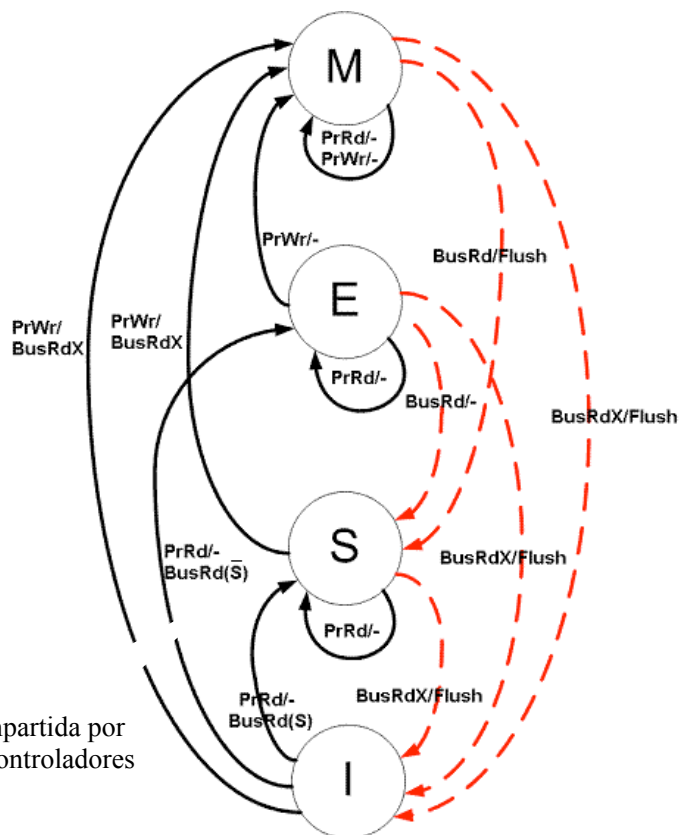 M
PrRd/-
PrWr/-
PrWr/-
BusRd/Flush
E
PrWr/
BusRdX
PrWr/
BusRdX
PrRd/-
BusRd/-
BusRdX/Flush
S
PrRd/-
BusRd(S̅)
BusRdX/Flush
PrRd/-
PrRd/-
BusRd(S)
BusRdX/Flush
partida por
ontroladores
I